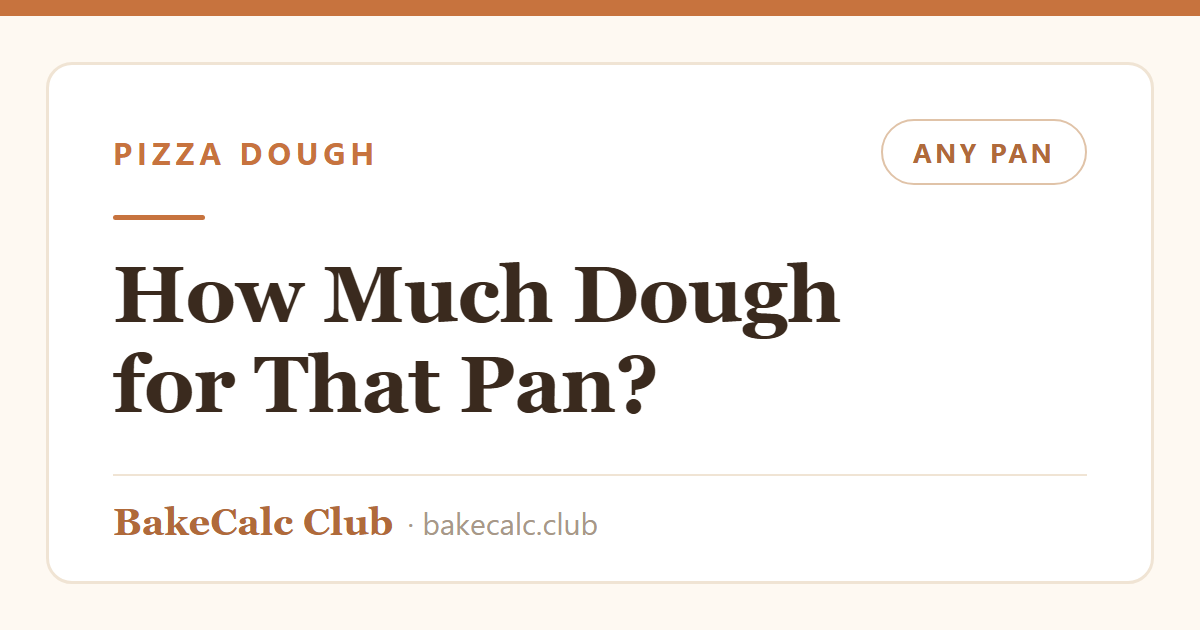 PIZZA DOUGH
ANY PAN
How Much Dough
for That Pan?
BakeCalc Club · bakecalc.club